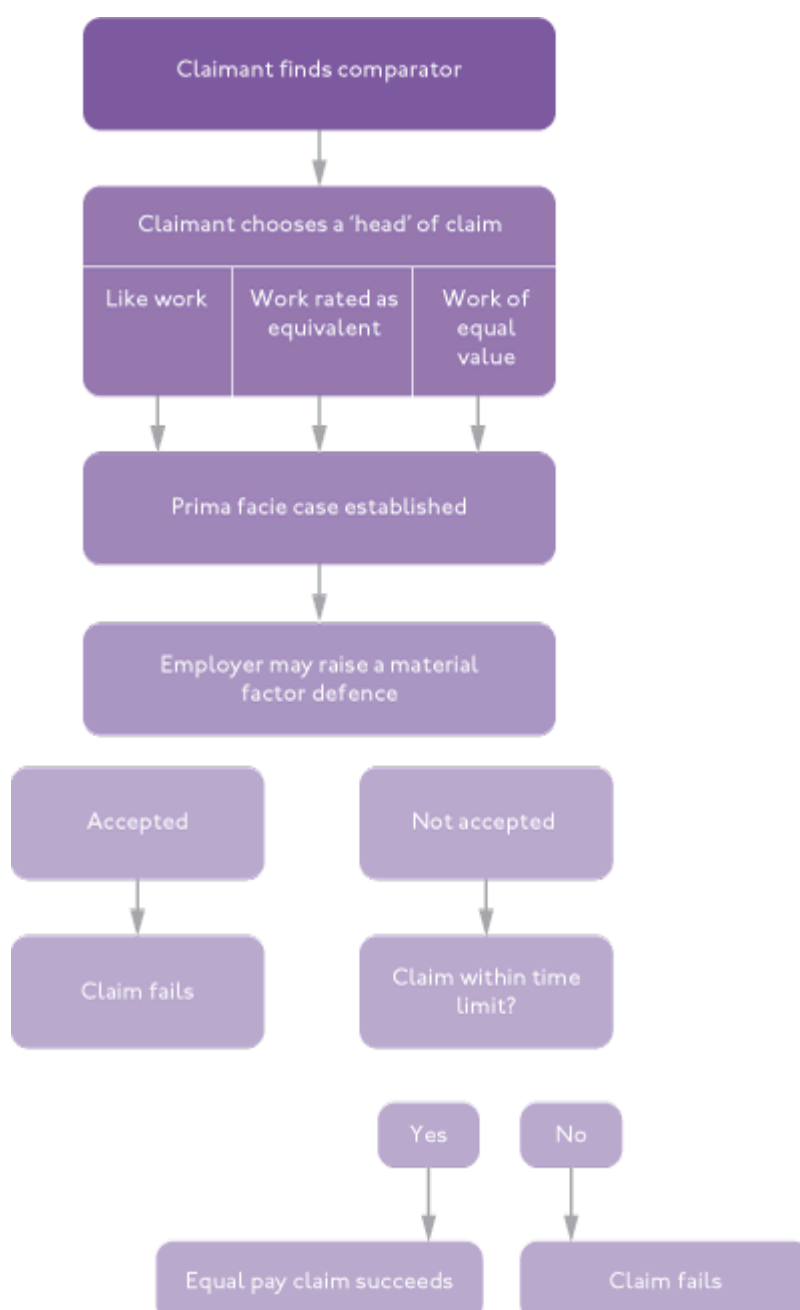 Claimant finds comparator
Claimant chooses a ‘head’ of claim
Like work
Work rated as
equivalent
Work of
equal
value
Prima facie case established
Employer may raise a material
factor defence
Accepted
Not accepted
Claim fails
Claim within time
limit?
Yes
No
Equal pay claim succeeds
Claim fails